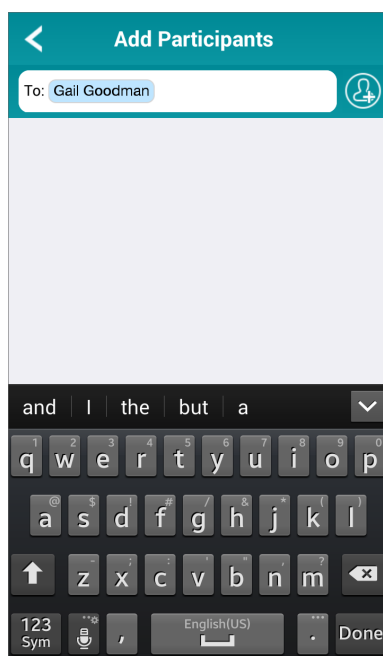 Add Participants
To: Gail Goodman
and I the but a
1 2 3 4 5 6 7 8 9 0
q w e r t y u i o p
@ $ ! # / & * ( )
a s d f g h j k l
- ; : ' " , ?
z x c v b n m
123 English(US) ...
Sym , . Done